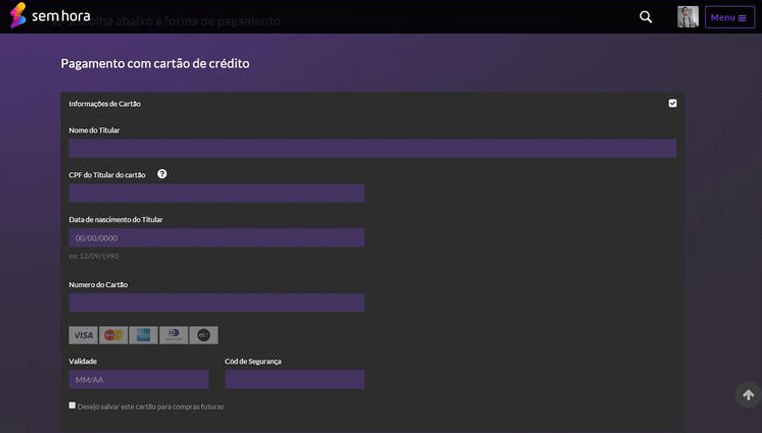 sem hora
Escolha abaixo a forma de pagamento
Menu
Pagamento com cartão de crédito
Informações de Cartão
Nome do Titular
CPF do Titular do cartão ?
Data de nascimento do Titular
00/00/0000
ex: 12/09/1990
Numero do Cartão
VISA
Validade
Cód de Segurança
MM/AA
Desejo salvar este cartão para compras futuras